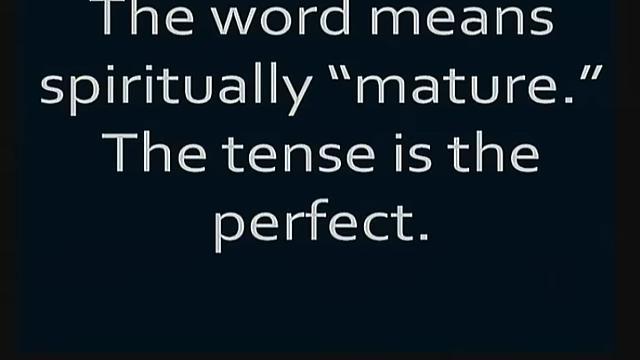 The word means
spiritually “mature.”
The tense is the
perfect.